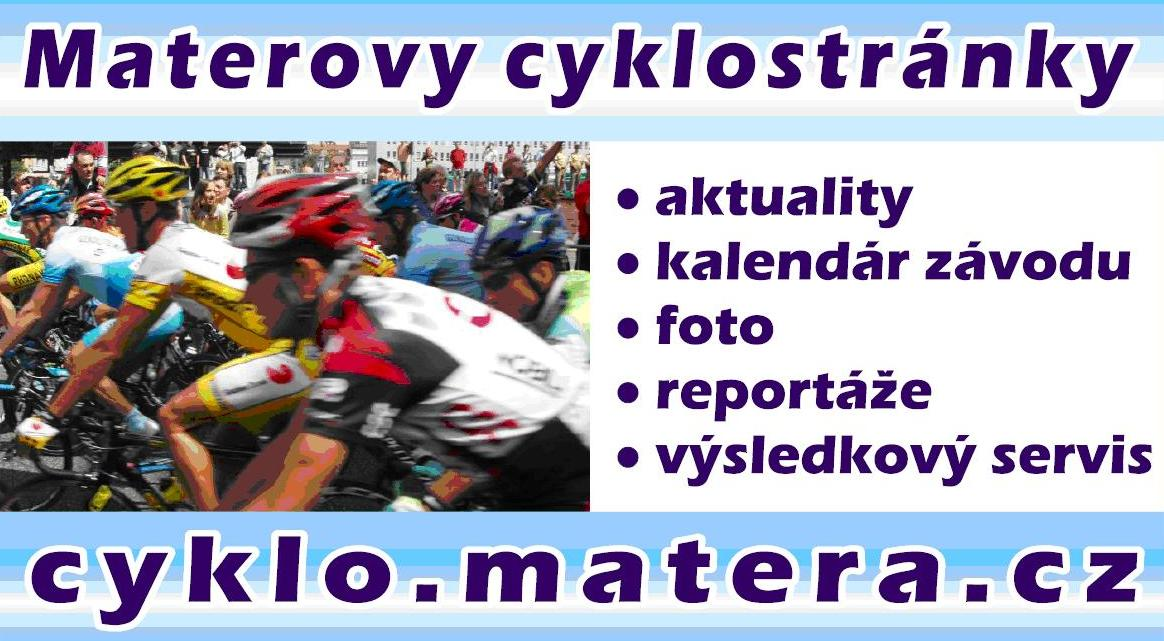 Materovy cyklostránky
• aktuality
• kalendár závodu
• foto
• reportáže
• výsledkový servis
cyklo.matera.cz